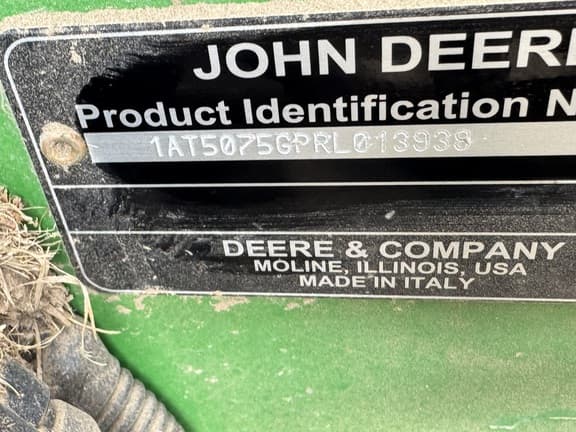 JOHN DEERE
Product Identification N
1AT5075GPRL013938
DEERE & COMPANY
MOLINE, ILLINOIS, USA
MADE IN ITALY